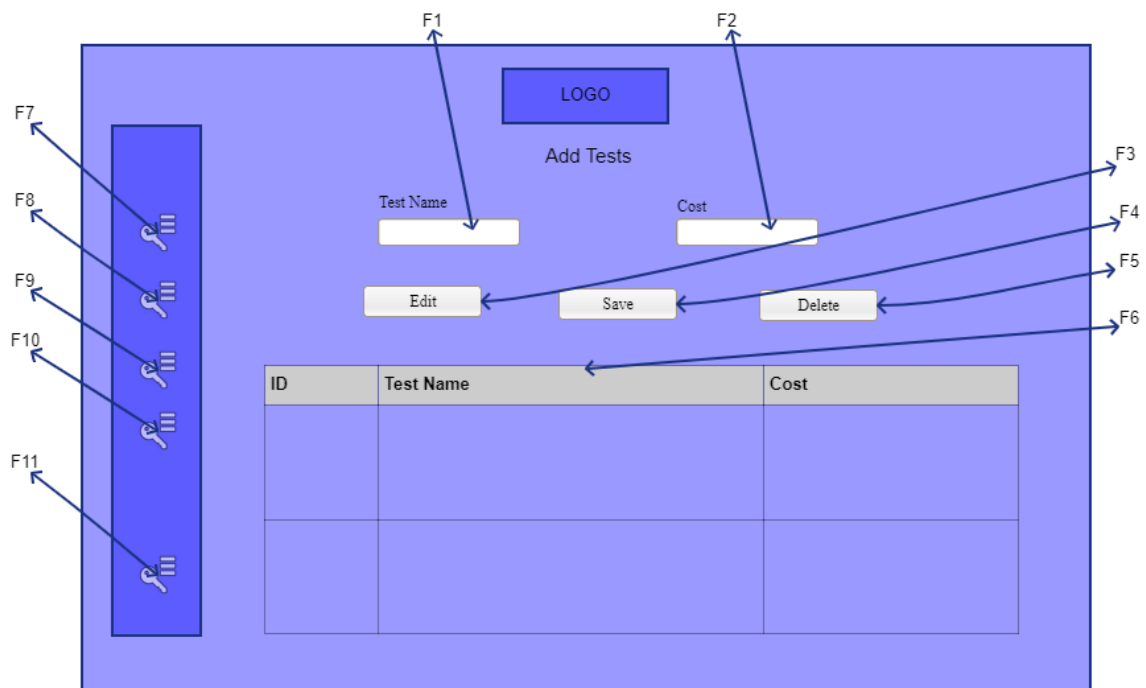 F1
F2
LOGO
F7
Add Tests
F3
F8
Test Name
Cost
F4
F9
F5
Edit
Save
Delete
F6
F10
ID
Test Name
Cost
F11